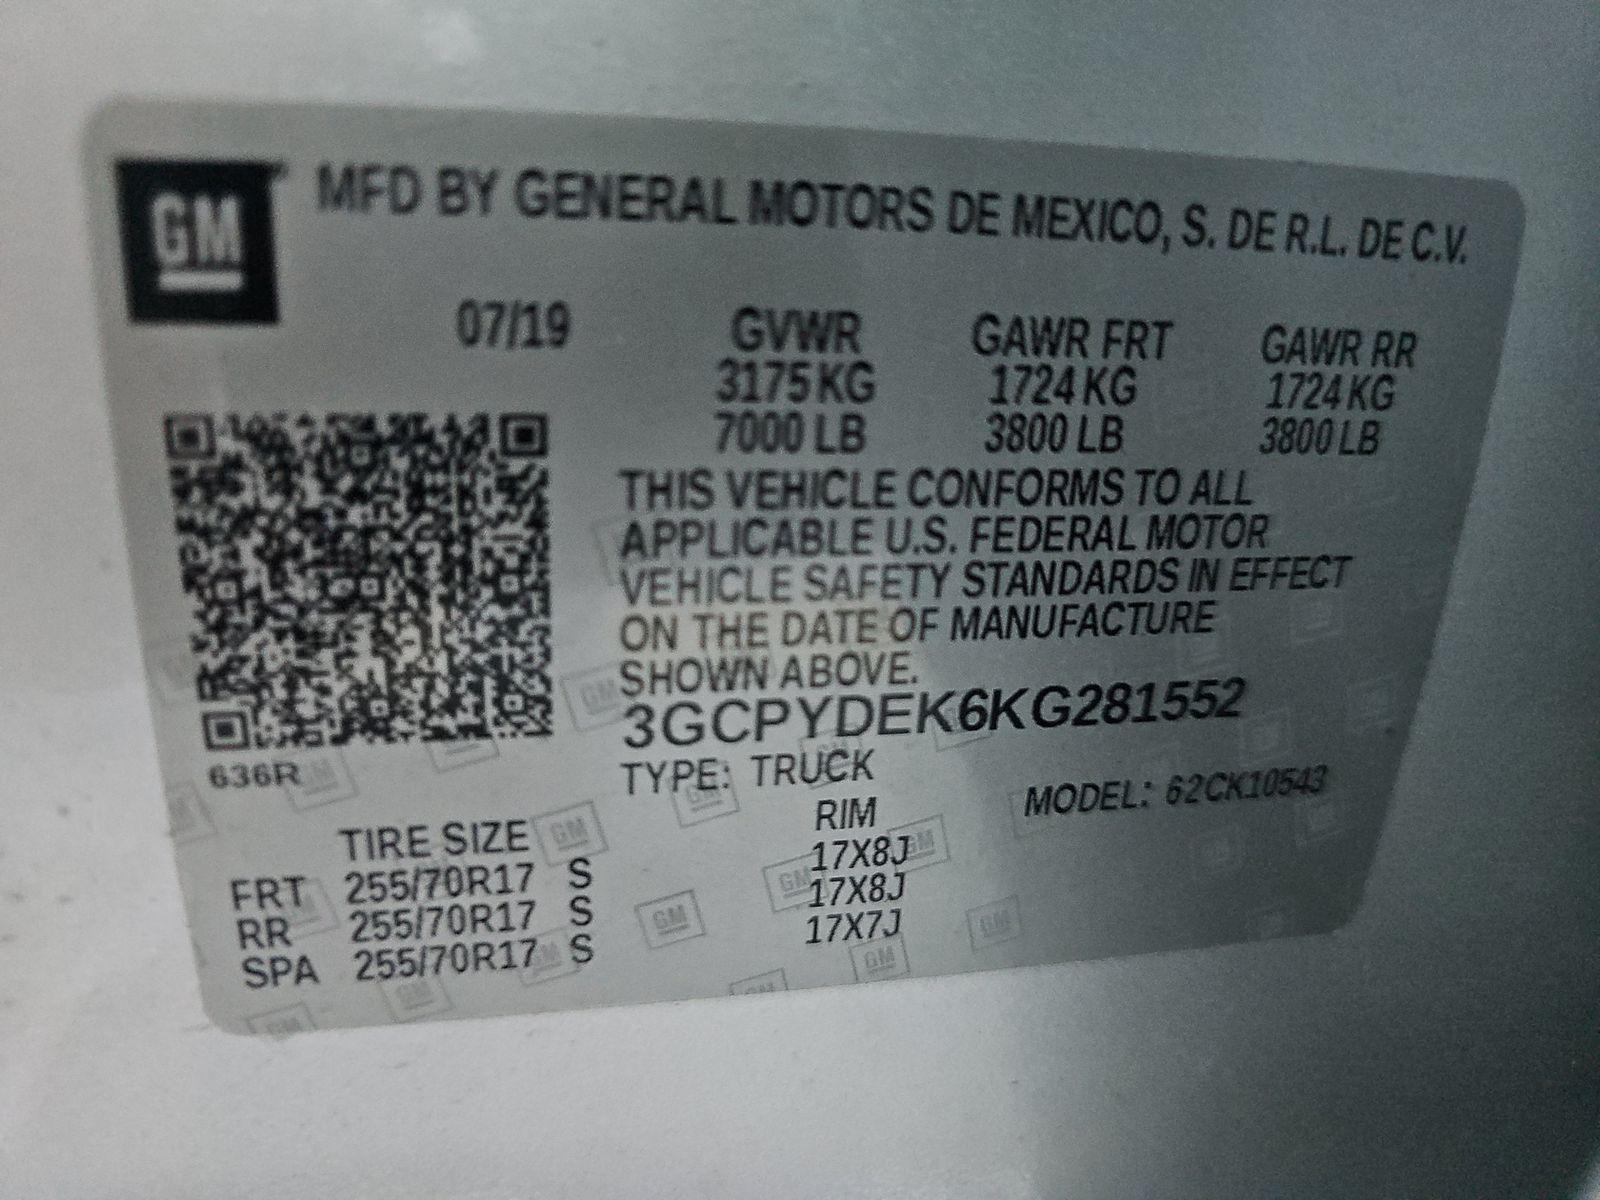 GM MFD BY GENERAL MOTORS DE MEXICO, S. DE R.L. DE C.V.
07/19 GVWR GAWR FRT GAWR RR
3175 KG 1724 KG 1724 KG
7000 LB 3800 LB 3800 LB
THIS VEHICLE CONFORMS TO ALL
APPLICABLE U.S. FEDERAL MOTOR
VEHICLE SAFETY STANDARDS IN EFFECT
ON THE DATE OF MANUFACTURE
SHOWN ABOVE.
3GCPYDEK6KG281552
636R
TYPE: TRUCK MODEL: 62CK10543
TIRE SIZE RIM
FRT 255/70R17 S 17X8J
RR 255/70R17 S 17X8J
SPA 255/70R17 S 17X7J